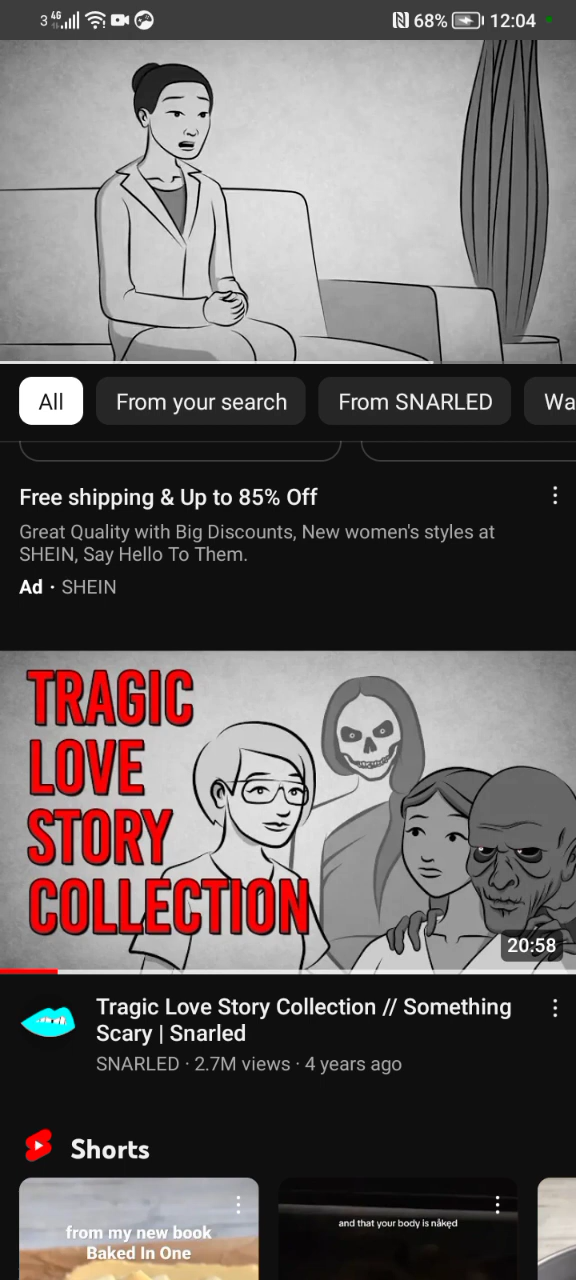 3 4G 68% 12:04
All From your search From SNARLED Wa
Free shipping & Up to 85% Off
Great Quality with Big Discounts, New women's styles at
SHEIN, Say Hello To Them.
Ad · SHEIN
TRAGIC
LOVE
STORY
COLLECTION
20:58
Tragic Love Story Collection // Something
Scary | Snarled
SNARLED · 2.7M views · 4 years ago
Shorts
from my new book
Baked In One
and that your body is nåkęd